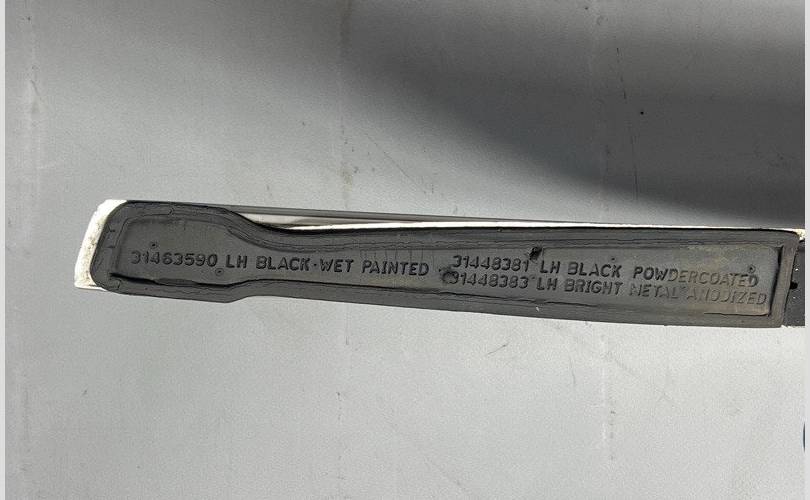 31463590 LH BLACK-WET PAINTED
31448381 LH BLACK POWDERCOATED
31448383 LH BRIGHT METAL ANODIZED